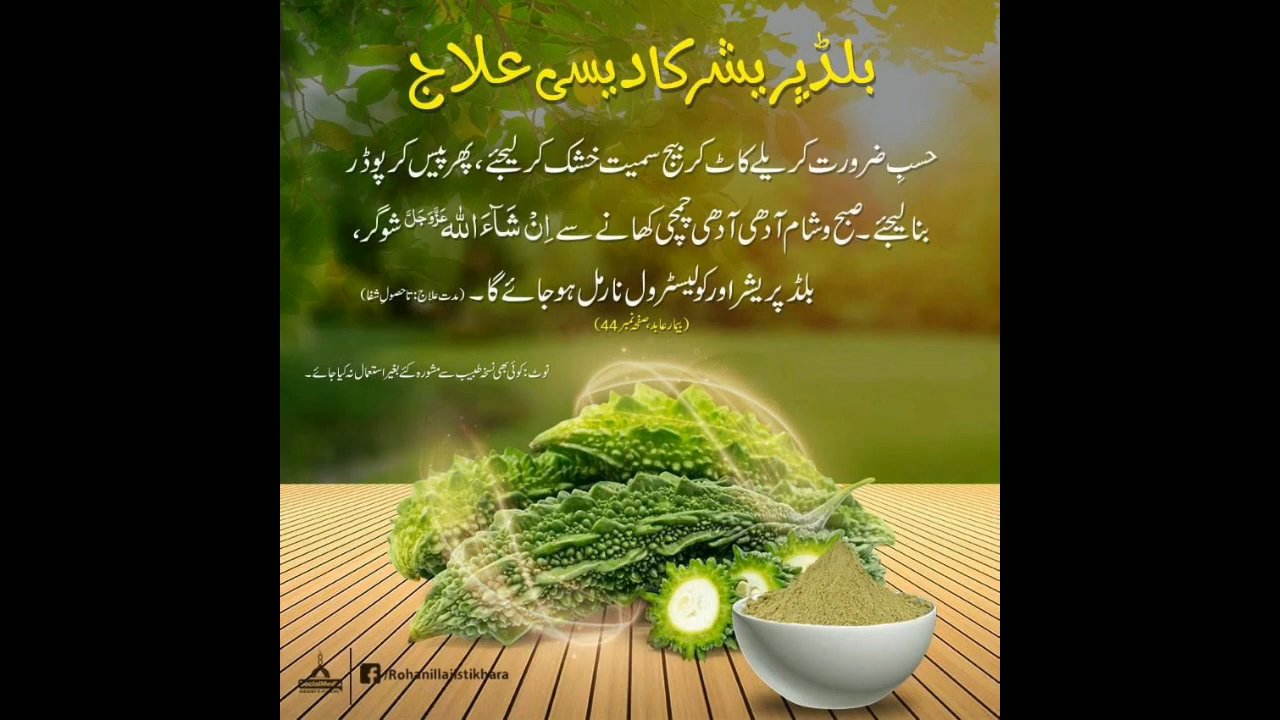 بلڈ پریشر کا دیسی علاج
حسبِ ضرورت کریلے کاٹ کر بیج سمیت خشک کر لیجئے، پھر پیس کر پوڈر
بنا لیجئے۔ صبح و شام آدھی آدھی چمچی کھانے سے اِنْ شَآءَ اللہ عَزَّوَجَلَّ شوگر،
بلڈ پریشر اور کولیسٹرول نارمل ہو جائے گا۔ (مدت علاج: تا حصولِ شفا)
(بیمار عابد، صفحہ نمبر 44)
نوٹ: کوئی بھی نسخہ طبیب سے مشورہ کئے بغیر استعمال نہ کیا جائے۔
/RohaniIlajIstikhara